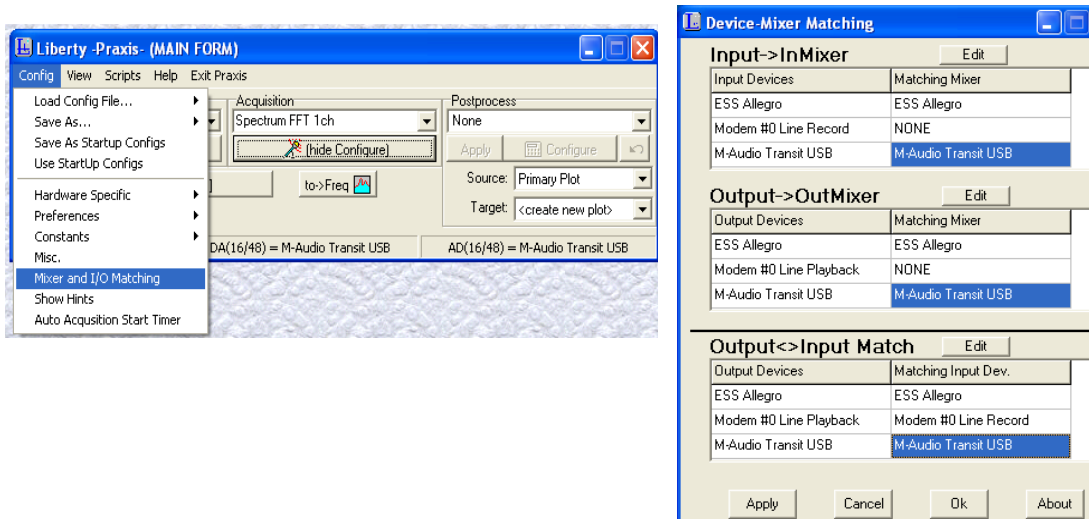 Liberty -Praxis- (MAIN FORM)
Config View Scripts Help Exit Praxis
Load Config File...
Save As...
Save As Startup Configs
Use StartUp Configs
Hardware Specific
Preferences
Constants
Misc.
Mixer and I/O Matching
Show Hints
Auto Acqusition Start Timer
Acquisition
Spectrum FFT 1ch
(hide Configure)
to->Freq
Postprocess
None
Apply Configure
Source: Primary Plot
Target: <create new plot>
DA(16/48) = M-Audio Transit USB AD(16/48) = M-Audio Transit USB
Device-Mixer Matching
Input->InMixer Edit
Input Devices Matching Mixer
ESS Allegro ESS Allegro
Modem #0 Line Record NONE
M-Audio Transit USB M-Audio Transit USB
Output->OutMixer Edit
Output Devices Matching Mixer
ESS Allegro ESS Allegro
Modem #0 Line Playback NONE
M-Audio Transit USB M-Audio Transit USB
Output<>Input Match Edit
Output Devices Matching Input Dev.
ESS Allegro ESS Allegro
Modem #0 Line Playback Modem #0 Line Record
M-Audio Transit USB M-Audio Transit USB
Apply Cancel Ok About